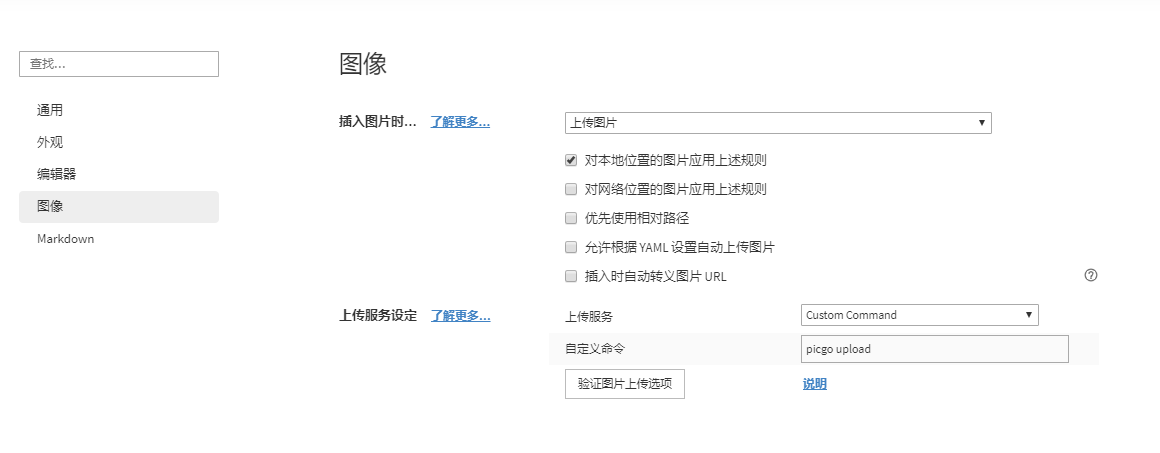 查找...
通用
外观
编辑器
图像
Markdown
图像
插入图片时... 了解更多... 上传图片
对本地位置的图片应用上述规则
对网络位置的图片应用上述规则
优先使用相对路径
允许根据 YAML 设置自动上传图片
插入时自动转义图片 URL
上传服务设定 了解更多... 上传服务 Custom Command
自定义命令 picgo upload
验证图片上传选项 说明